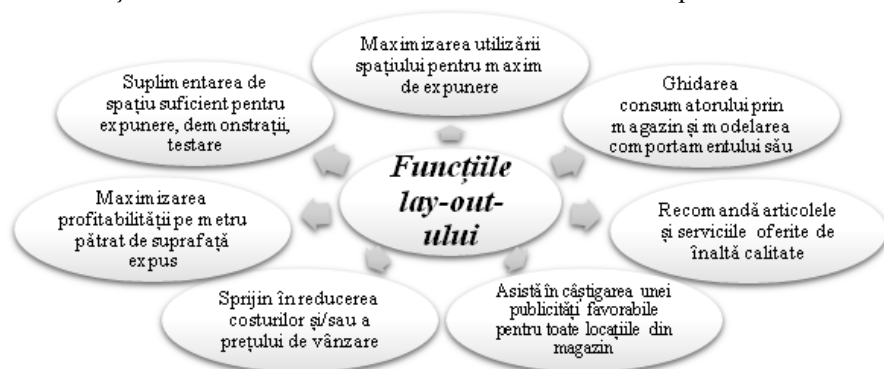 Maximizarea utilizării
spațiului pentru maxim
de expunere
Ghidarea
consumatorului prin
magazin și modelarea
comportamentului său
Recomandă articolele
și serviciile oferite de
înaltă calitate
Asistă în câștigarea unei
publicități favorabile
pentru toate locațiile din
magazin
Sprijin în reducerea
costurilor și/sau a
prețului de vânzare
Maximizarea
profitabilității pe metru
pătrat de suprafață
expus
Suplimentarea de
spațiu suficient pentru
expunere, demonstrații,
testare
Funcțiile
lay-out-
ului